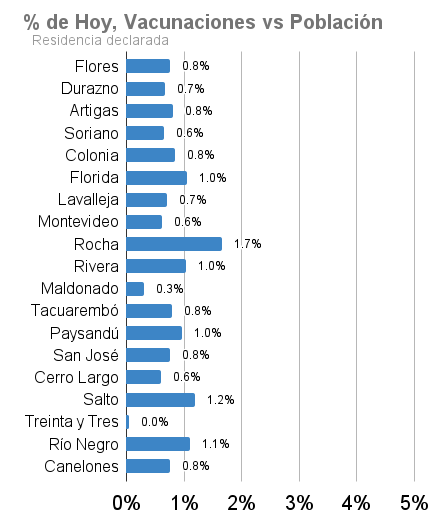 % de Hoy, Vacunaciones vs Población
Residencia declarada
Flores 0.8%
Durazno 0.7%
Artigas 0.8%
Soriano 0.6%
Colonia 0.8%
Florida 1.0%
Lavalleja 0.7%
Montevideo 0.6%
Rocha 1.7%
Rivera 1.0%
Maldonado 0.3%
Tacuarembó 0.8%
Paysandú 1.0%
San José 0.8%
Cerro Largo 0.6%
Salto 1.2%
Treinta y Tres 0.0%
Río Negro 1.1%
Canelones 0.8%
0% 1% 2% 3% 4% 5%